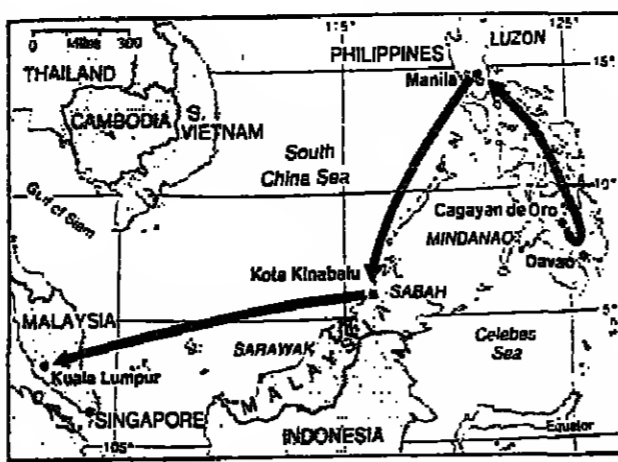 0 Miles 300
115°
125°
PHILIPPINES
LUZON
15°
THAILAND
Manila
CAMBODIA
S.
VIETNAM
South
China Sea
10°
Gulf of Siam
Cagayan de Oro
MINDANAO
Davao
Kota Kinabalu
SABAH
5°
MALAYSIA
SARAWAK
MALAYSIA
Celebes
Sea
Kuala Lumpur
SINGAPORE
INDONESIA
Equator
105°